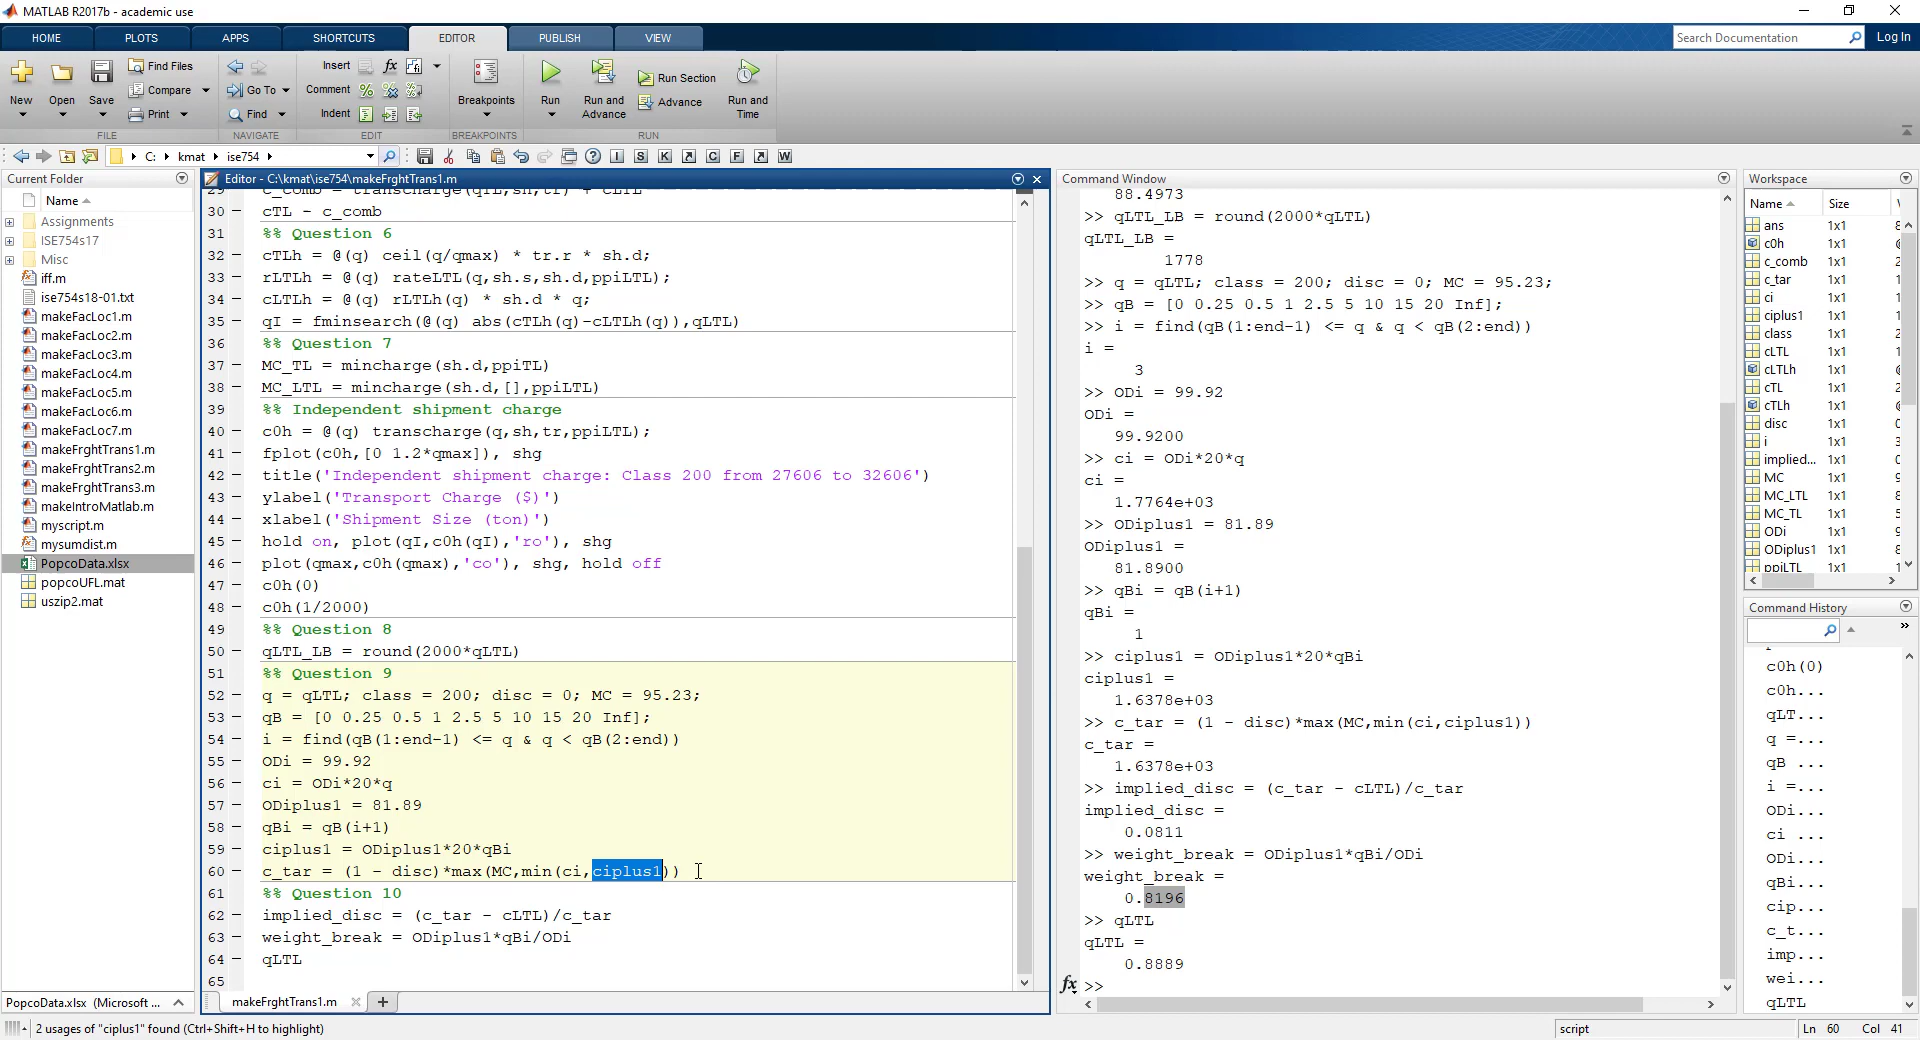 MATLAB R2017b - academic use
HOME PLOTS APPS SHORTCUTS EDITOR PUBLISH VIEW
Search Documentation Log In
New Open Save Find Files Compare Print
Go To Find
Insert fx
Comment
Indent
Breakpoints
Run Run and Advance Run Section Advance Run and Time
FILE NAVIGATE EDIT BREAKPOINTS RUN
C: kmat ise754
Current Folder
Name
Assignments
ISE754s17
Misc
iff.m
ise754s18-01.txt
makeFacLoc1.m
makeFacLoc2.m
makeFacLoc3.m
makeFacLoc4.m
makeFacLoc5.m
makeFacLoc6.m
makeFacLoc7.m
makeFrghtTrans1.m
makeFrghtTrans2.m
makeFrghtTrans3.m
makeIntroMatlab.m
myscript.m
mysumdist.m
PopcoData.xlsx
popcoUFL.mat
uszip2.mat
PopcoData.xlsx (Microsoft ...
Editor - C:\kmat\ise754\makeFrghtTrans1.m
29 c_comb = transcharge(qTL,sh,tr) + cLTL
30 cTL - c_comb
31 %% Question 6
32 cTLh = @(q) ceil(q/qmax) * tr.r * sh.d;
33 rLTLh = @(q) rateLTL(q,sh.s,sh.d,ppiLTL);
34 cLTLh = @(q) rLTLh(q) * sh.d * q;
35 qI = fminsearch(@(q) abs(cTLh(q)-cLTLh(q)),qLTL)
36 %% Question 7
37 MC_TL = mincharge(sh.d,ppiTL)
38 MC_LTL = mincharge(sh.d,[],ppiLTL)
39 %% Independent shipment charge
40 c0h = @(q) transcharge(q,sh,tr,ppiLTL);
41 fplot(c0h,[0 1.2*qmax]), shg
42 title('Independent shipment charge: Class 200 from 27606 to 32606')
43 ylabel('Transport Charge ($)')
44 xlabel('Shipment Size (ton)')
45 hold on, plot(qI,c0h(qI),'ro'), shg
46 plot(qmax,c0h(qmax),'co'), shg, hold off
47 c0h(0)
48 c0h(1/2000)
49 %% Question 8
50 qLTL_LB = round(2000*qLTL)
51 %% Question 9
52 q = qLTL; class = 200; disc = 0; MC = 95.23;
53 qB = [0 0.25 0.5 1 2.5 5 10 15 20 Inf];
54 i = find(qB(1:end-1) <= q & q < qB(2:end))
55 ODi = 99.92
56 ci = ODi*20*q
57 ODiplus1 = 81.89
58 qBi = qB(i+1)
59 ciplus1 = ODiplus1*20*qBi
60 c_tar = (1 - disc)*max(MC,min(ci,ciplus1))
61 %% Question 10
62 implied_disc = (c_tar - cLTL)/c_tar
63 weight_break = ODiplus1*qBi/ODi
64 qLTL
65
makeFrghtTrans1.m
Command Window
88.4973
>> qLTL_LB = round(2000*qLTL)
qLTL_LB =
1778
>> q = qLTL; class = 200; disc = 0; MC = 95.23;
>> qB = [0 0.25 0.5 1 2.5 5 10 15 20 Inf];
>> i = find(qB(1:end-1) <= q & q < qB(2:end))
i =
3
>> ODi = 99.92
ODi =
99.9200
>> ci = ODi*20*q
ci =
1.7764e+03
>> ODiplus1 = 81.89
ODiplus1 =
81.8900
>> qBi = qB(i+1)
qBi =
1
>> ciplus1 = ODiplus1*20*qBi
ciplus1 =
1.6378e+03
>> c_tar = (1 - disc)*max(MC,min(ci,ciplus1))
c_tar =
1.6378e+03
>> implied_disc = (c_tar - cLTL)/c_tar
implied_disc =
0.0811
>> weight_break = ODiplus1*qBi/ODi
weight_break =
0.8196
>> qLTL
qLTL =
0.8889
fx >>
Workspace
Name Size
ans 1x1
c0h 1x1
c_comb 1x1
c_tar 1x1
ci 1x1
ciplus1 1x1
class 1x1
cLTL 1x1
cLTLh 1x1
cTL 1x1
cTLh 1x1
disc 1x1
i 1x1
implied... 1x1
MC 1x1
MC_LTL 1x1
MC_TL 1x1
ODi 1x1
ODiplus1 1x1
ppiLTL 1x1
Command History
c0h(0)
c0h...
qLT...
q =...
qB ...
i =...
ODi...
ci ...
ODi...
qBi...
cip...
c_t...
imp...
wei...
qLTL
2 usages of "ciplus1" found (Ctrl+Shift+H to highlight)
script Ln 60 Col 41